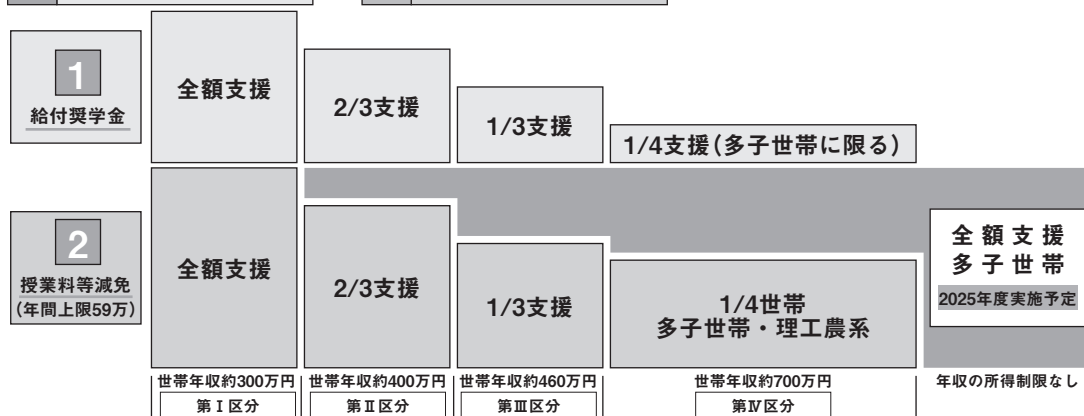 1
給付奨学金
全額支援
2/3支援
1/3支援
1/4支援(多子世帯に限る)
2
授業料等減免
(年間上限59万)
全額支援
2/3支援
1/3支援
1/4世帯
多子世帯・理工農系
全額支援
多子世帯
2025年度実施予定
世帯年収約300万円
世帯年収約400万円
世帯年収約460万円
世帯年収約700万円
年収の所得制限なし
第Ⅰ区分
第Ⅱ区分
第Ⅲ区分
第Ⅳ区分